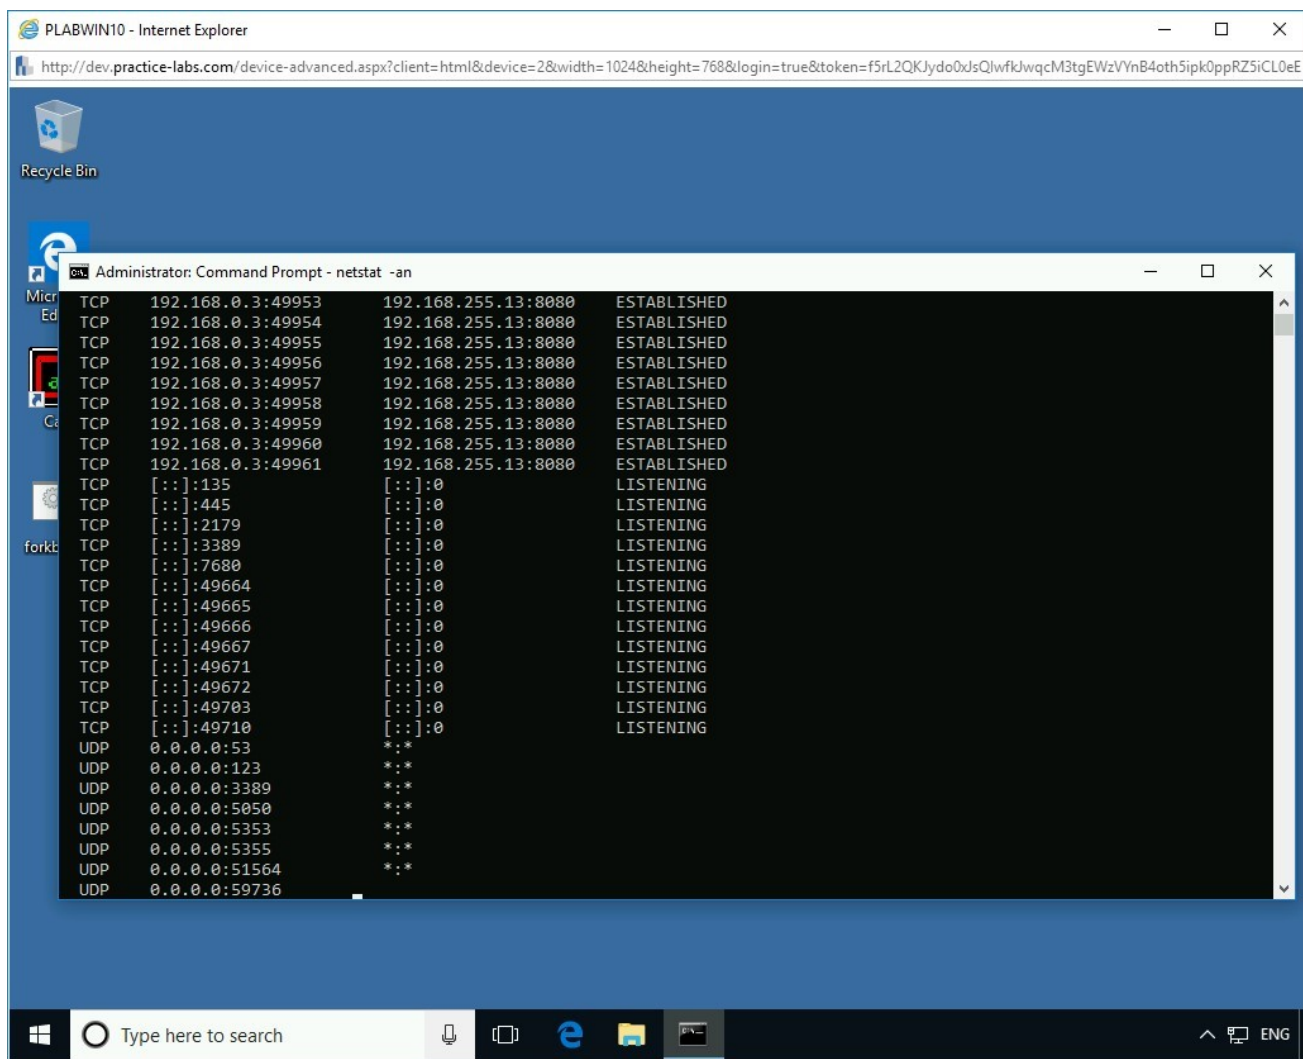 PLABWIN10 - Internet Explorer
http://dev.practice-labs.com/device-advanced.aspx?client=html&device=2&width=1024&height=768&login=true&token=f5rL2QKJydo0xJsQlwfkJwqcM3tgEWzVYnB4oth5ipk0ppRZ5iCL0eE
Recycle Bin
Administrator: Command Prompt - netstat -an
Micr
Ed
Ca
forkb
TCP 192.168.0.3:49953 192.168.255.13:8080 ESTABLISHED
TCP 192.168.0.3:49954 192.168.255.13:8080 ESTABLISHED
TCP 192.168.0.3:49955 192.168.255.13:8080 ESTABLISHED
TCP 192.168.0.3:49956 192.168.255.13:8080 ESTABLISHED
TCP 192.168.0.3:49957 192.168.255.13:8080 ESTABLISHED
TCP 192.168.0.3:49958 192.168.255.13:8080 ESTABLISHED
TCP 192.168.0.3:49959 192.168.255.13:8080 ESTABLISHED
TCP 192.168.0.3:49960 192.168.255.13:8080 ESTABLISHED
TCP 192.168.0.3:49961 192.168.255.13:8080 ESTABLISHED
TCP [::]:135 [::]:0 LISTENING
TCP [::]:445 [::]:0 LISTENING
TCP [::]:2179 [::]:0 LISTENING
TCP [::]:3389 [::]:0 LISTENING
TCP [::]:7680 [::]:0 LISTENING
TCP [::]:49664 [::]:0 LISTENING
TCP [::]:49665 [::]:0 LISTENING
TCP [::]:49666 [::]:0 LISTENING
TCP [::]:49667 [::]:0 LISTENING
TCP [::]:49671 [::]:0 LISTENING
TCP [::]:49672 [::]:0 LISTENING
TCP [::]:49703 [::]:0 LISTENING
TCP [::]:49710 [::]:0 LISTENING
UDP 0.0.0.0:53 *:*
UDP 0.0.0.0:123 *:*
UDP 0.0.0.0:3389 *:*
UDP 0.0.0.0:5050 *:*
UDP 0.0.0.0:5353 *:*
UDP 0.0.0.0:5355 *:*
UDP 0.0.0.0:51564 *:*
UDP 0.0.0.0:59736
Type here to search
ENG